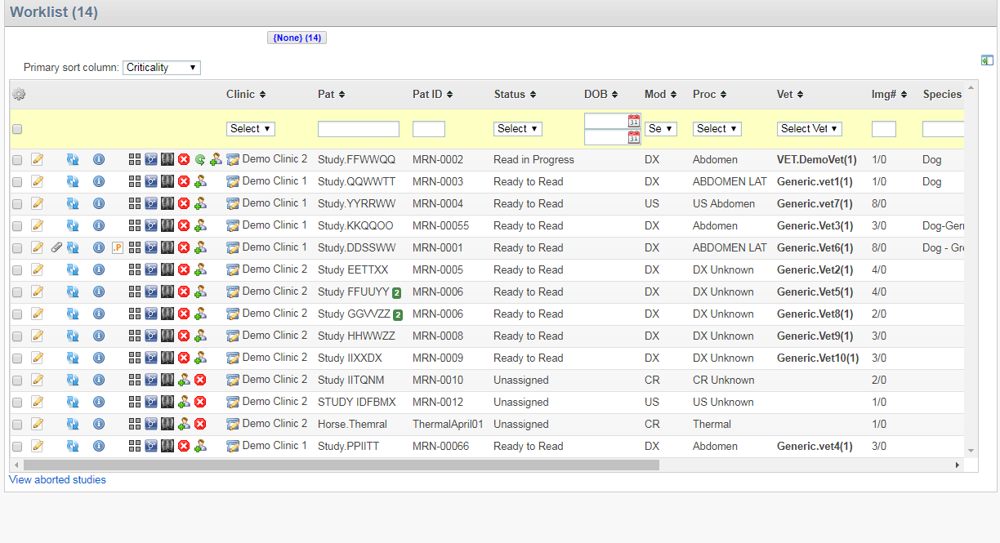 Worklist (14)
{None} (14)
Primary sort column: Criticality
Clinic Pat Pat ID Status DOB Mod Proc Vet Img# Species
Select Select 31 31 Se Select Select Vet
Demo Clinic 2 Study.FFWWQQ MRN-0002 Read in Progress DX Abdomen VET.DemoVet(1) 1/0 Dog
Demo Clinic 1 Study.QQWWTT MRN-0003 Ready to Read DX ABDOMEN LAT Generic.vet1(1) 1/0 Dog
Demo Clinic 1 Study.YYRRWW MRN-0004 Ready to Read US US Abdomen Generic.vet7(1) 8/0
Demo Clinic 1 Study.KKQQOO MRN-00055 Ready to Read DX Abdomen Generic.Vet3(1) 3/0 Dog-Ger
.P Demo Clinic 1 Study.DDSSWW MRN-0001 Ready to Read DX ABDOMEN LAT Generic.Vet6(1) 8/0 Dog - Gre
Demo Clinic 2 Study EETTXX MRN-0005 Ready to Read DX DX Unknown Generic.Vet2(1) 4/0
Demo Clinic 2 Study FFUUYY 2 MRN-0006 Ready to Read DX DX Unknown Generic.Vet5(1) 4/0
Demo Clinic 2 Study GGVVZZ 2 MRN-0006 Ready to Read DX DX Unknown Generic.Vet8(1) 2/0
Demo Clinic 2 Study HHWWZZ MRN-0008 Ready to Read DX DX Unknown Generic.Vet9(1) 3/0
Demo Clinic 2 Study IIXXDX MRN-0009 Ready to Read DX DX Unknown Generic.Vet10(1) 3/0
Demo Clinic 2 Study IITQNM MRN-0010 Unassigned CR CR Unknown 2/0
Demo Clinic 2 STUDY IDFBMX MRN-0012 Unassigned US US Unknown 1/0
Demo Clinic 2 Horse.Themral ThermalApril01 Unassigned CR Thermal 1/0
Demo Clinic 1 Study.PPIITT MRN-00066 Ready to Read DX Abdomen Generic.vet4(1) 3/0
View aborted studies